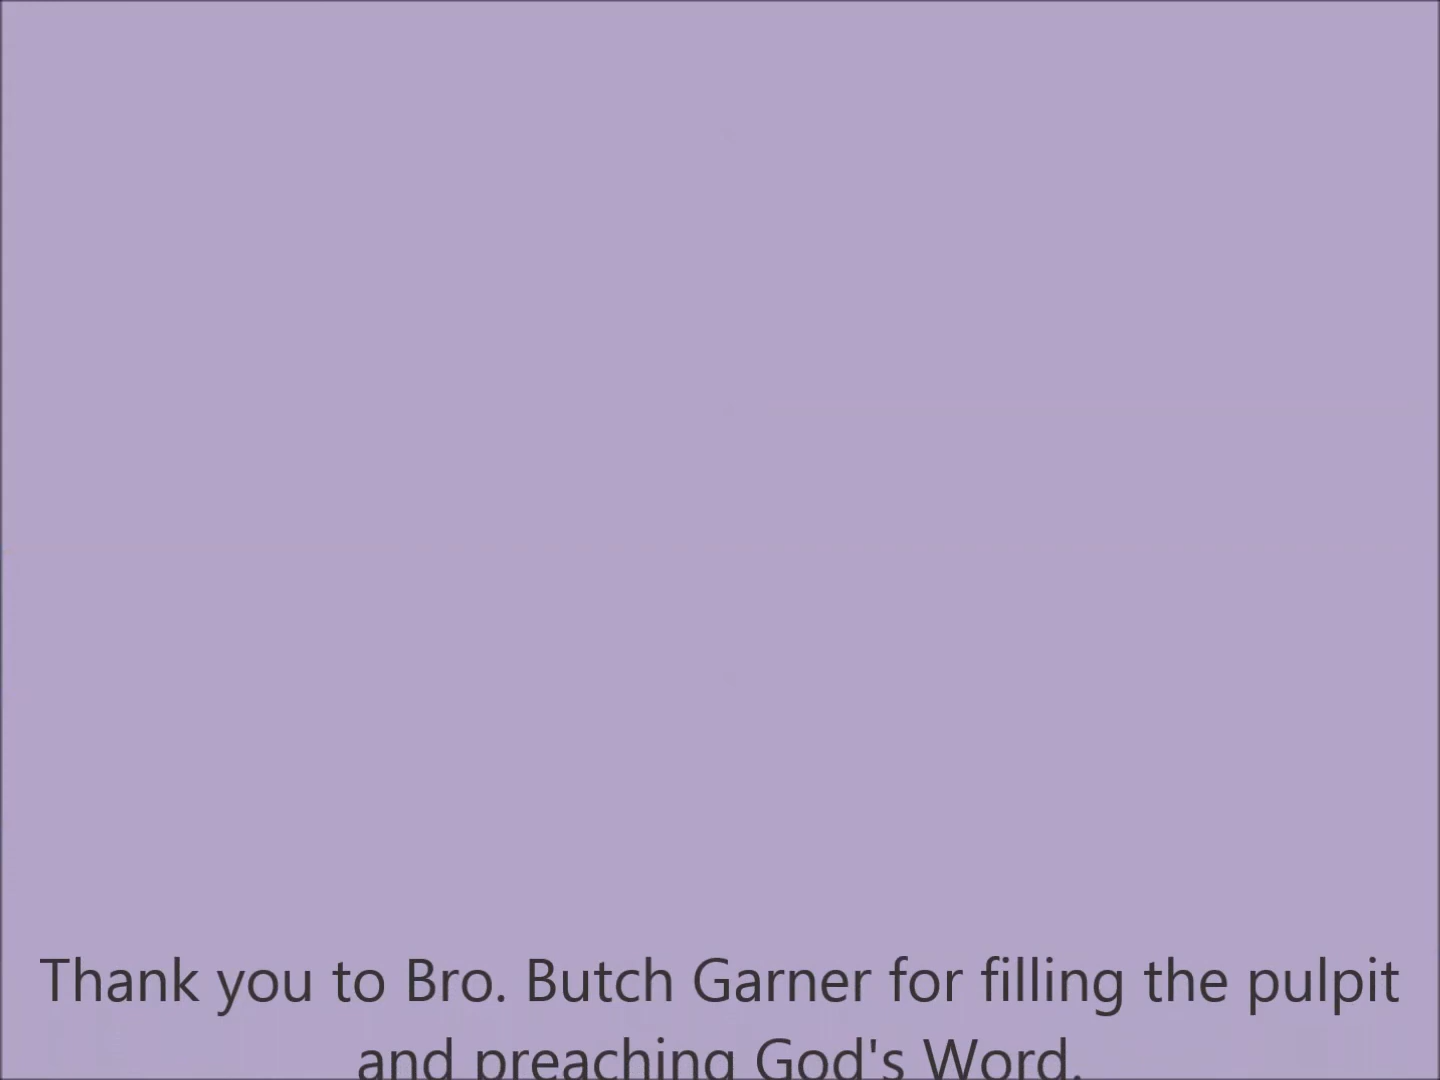 Thank you to Bro. Butch Garner for filling the pulpit
and preaching God's Word.